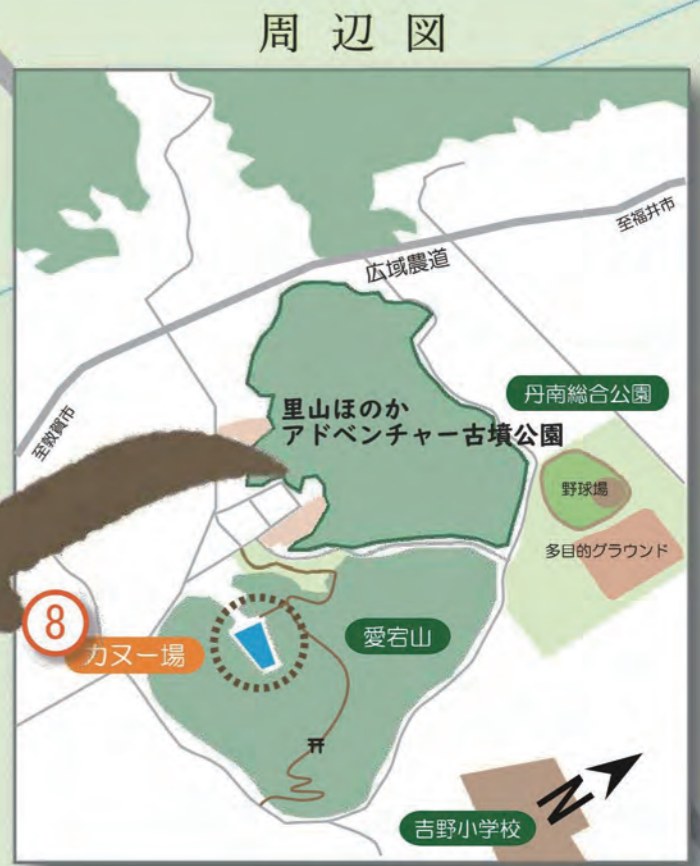 周辺図
至福井市
広域農道
丹南総合公園
里山ほのか
アドベンチャー古墳公園
至敦賀市
野球場
多目的グラウンド
8
カヌー場
愛宕山
吉野小学校
N